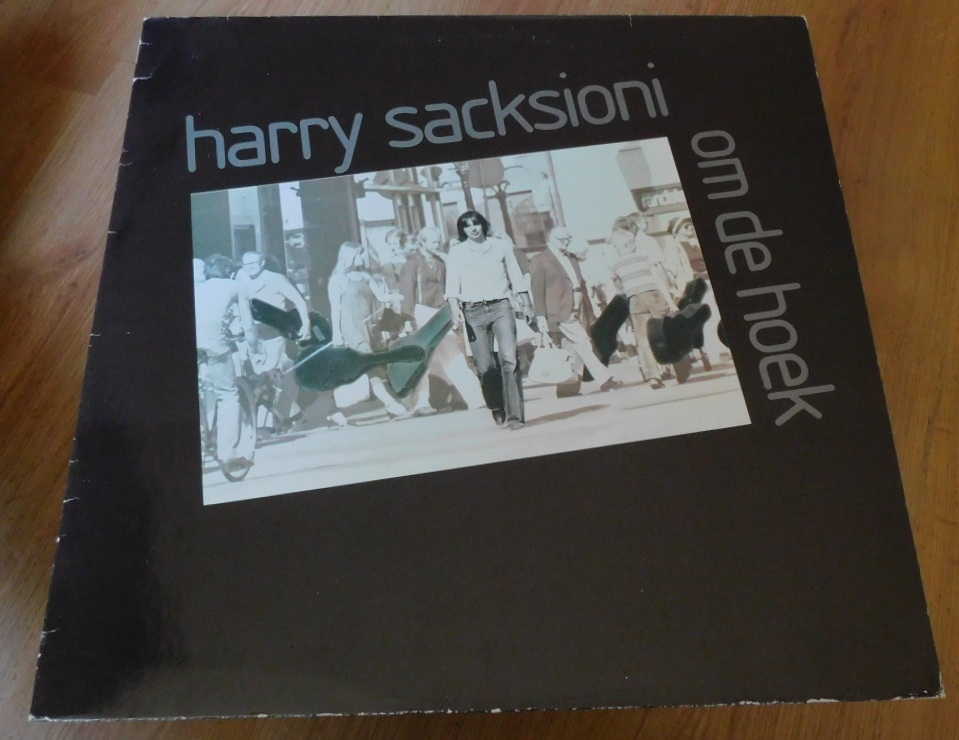 harry sacksioni
om de hoek